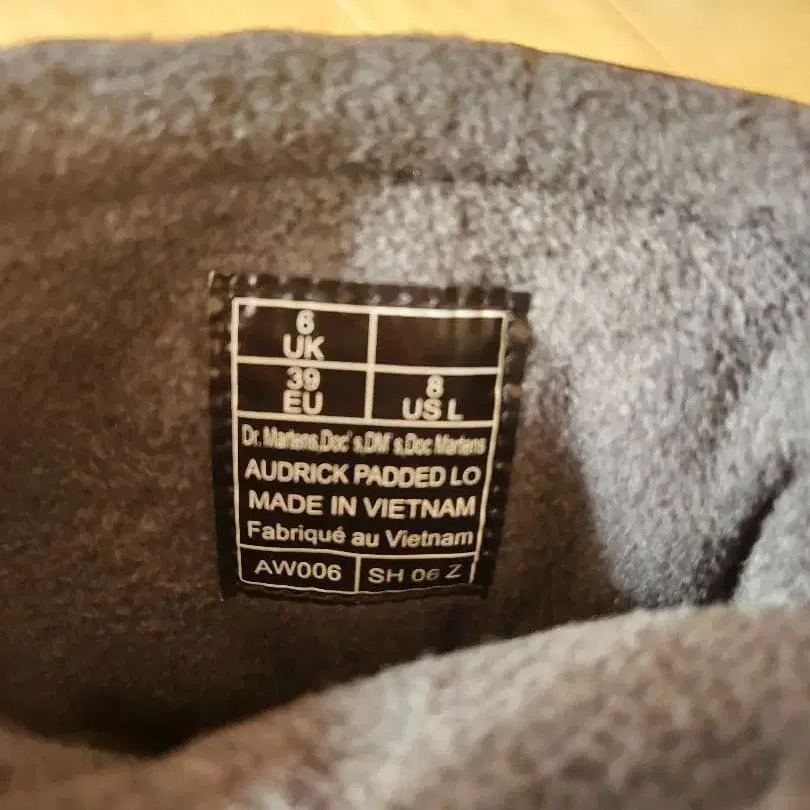 6
UK
39
EU
8
US L
Dr. Martens,Doc's,DM's,Doc Martens
AUDRICK PADDED LO
MADE IN VIETNAM
Fabriqué au Vietnam
AW006
SH 06 Z